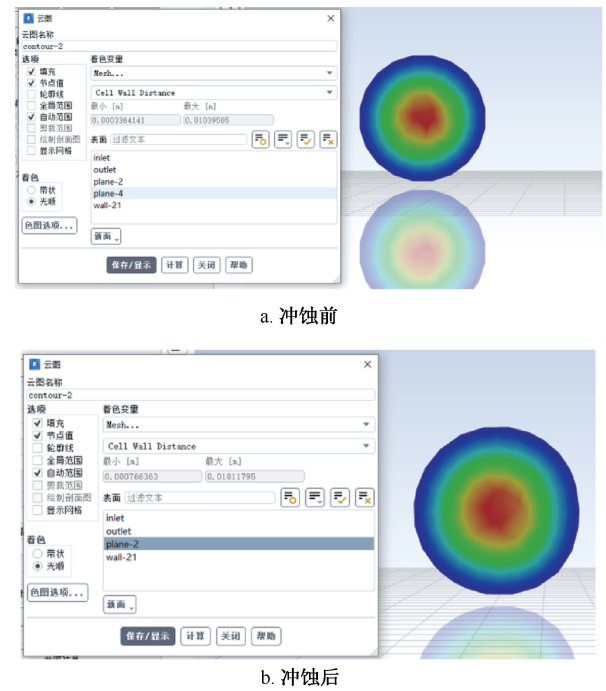 云图
云图名称
contour-2
选项
填充
节点值
轮廓线
全局范围
自动范围
剪裁范围
绘制剖面图
显示网格
着色
带状
光顺
色图选项...
着色变量
Mesh...
Cell Wall Distance
最小 [m] 最大 [m]
0.0003364141 0.01039505
表面 过滤文本
inlet
outlet
plane-2
plane-4
wall-21
新面
保存/显示 计算 关闭 帮助
a. 冲蚀前
云图
云图名称
contour-2
选项
填充
节点值
轮廓线
全局范围
自动范围
剪裁范围
绘制剖面图
显示网格
着色
带状
光顺
色图选项...
着色变量
Mesh...
Cell Wall Distance
最小 [m] 最大 [m]
0.000766363 0.01811795
表面 过滤文本
inlet
outlet
plane-2
wall-21
新面
保存/显示 计算 关闭 帮助
b. 冲蚀后